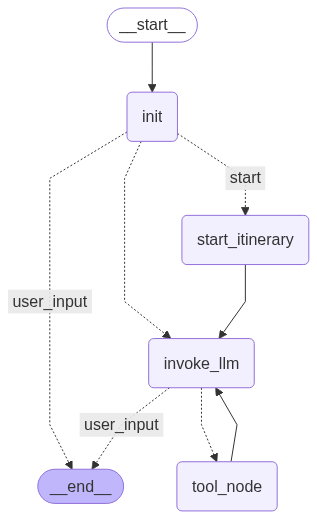 __start__
init
start
start_itinerary
user_input
invoke_llm
user_input
__end__
tool_node